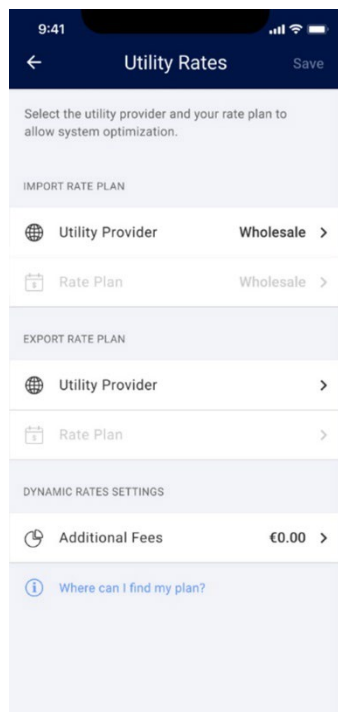 9:41
Utility Rates
Save
Select the utility provider and your rate plan to
allow system optimization.
IMPORT RATE PLAN
Utility Provider Wholesale
Rate Plan Wholesale
EXPORT RATE PLAN
Utility Provider
Rate Plan
DYNAMIC RATES SETTINGS
Additional Fees €0.00
Where can I find my plan?